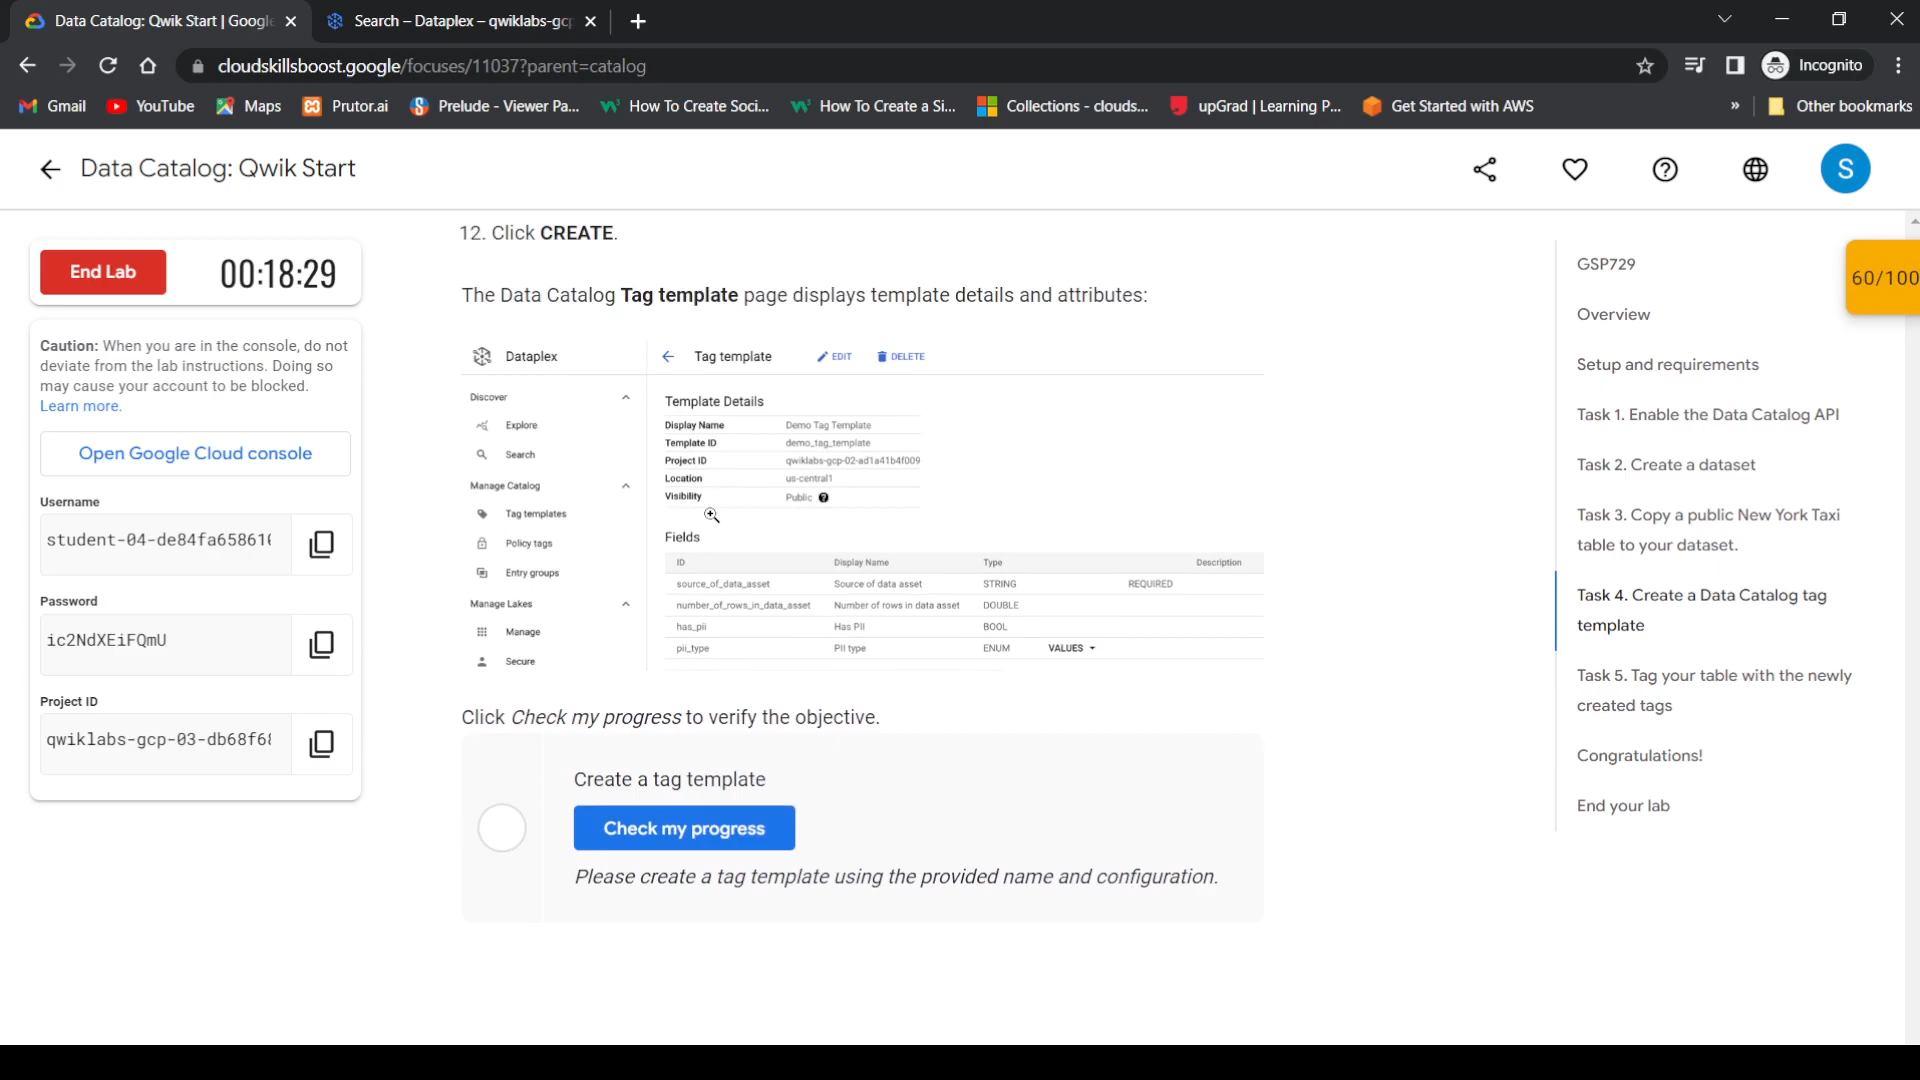 Data Catalog: Qwik Start | Google
Search – Dataplex – qwiklabs-gcp
cloudskillsboost.google/focuses/11037?parent=catalog
Incognito
Gmail
YouTube
Maps
Prutor.ai
Prelude - Viewer Pa...
How To Create Soci...
How To Create a Si...
Collections - clouds...
upGrad | Learning P...
Get Started with AWS
»
Other bookmarks
Data Catalog: Qwik Start
S
End Lab
00:18:29
Caution: When you are in the console, do not
deviate from the lab instructions. Doing so
may cause your account to be blocked.
Learn more.
Open Google Cloud console
Username
student-04-de84fa658616
Password
ic2NdXEiFQmU
Project ID
qwiklabs-gcp-03-db68f68
12. Click CREATE.
The Data Catalog Tag template page displays template details and attributes:
Dataplex
Discover
Explore
Search
Manage Catalog
Tag templates
Policy tags
Entry groups
Manage Lakes
Manage
Secure
Tag template
EDIT
DELETE
Template Details
Display Name Demo Tag Template
Template ID demo_tag_template
Project ID qwiklabs-gcp-02-ad1a41b4f009
Location us-central1
Visibility Public
Fields
ID Display Name Type Description
source_of_data_asset Source of data asset STRING REQUIRED
number_of_rows_in_data_asset Number of rows in data asset DOUBLE
has_pii Has PII BOOL
pii_type PII type ENUM VALUES
Click Check my progress to verify the objective.
Create a tag template
Check my progress
Please create a tag template using the provided name and configuration.
GSP729
Overview
Setup and requirements
Task 1. Enable the Data Catalog API
Task 2. Create a dataset
Task 3. Copy a public New York Taxi
table to your dataset.
Task 4. Create a Data Catalog tag
template
Task 5. Tag your table with the newly
created tags
Congratulations!
End your lab
60/100